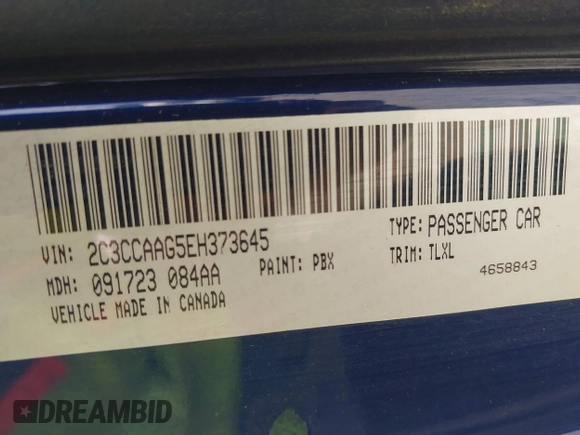 VIN: 2C3CCAAG5EH373645
TYPE: PASSENGER CAR
MDH: 091723 084AA
PAINT: PBX
TRIM: TLXL
VEHICLE MADE IN CANADA
4658843
DREAMBID